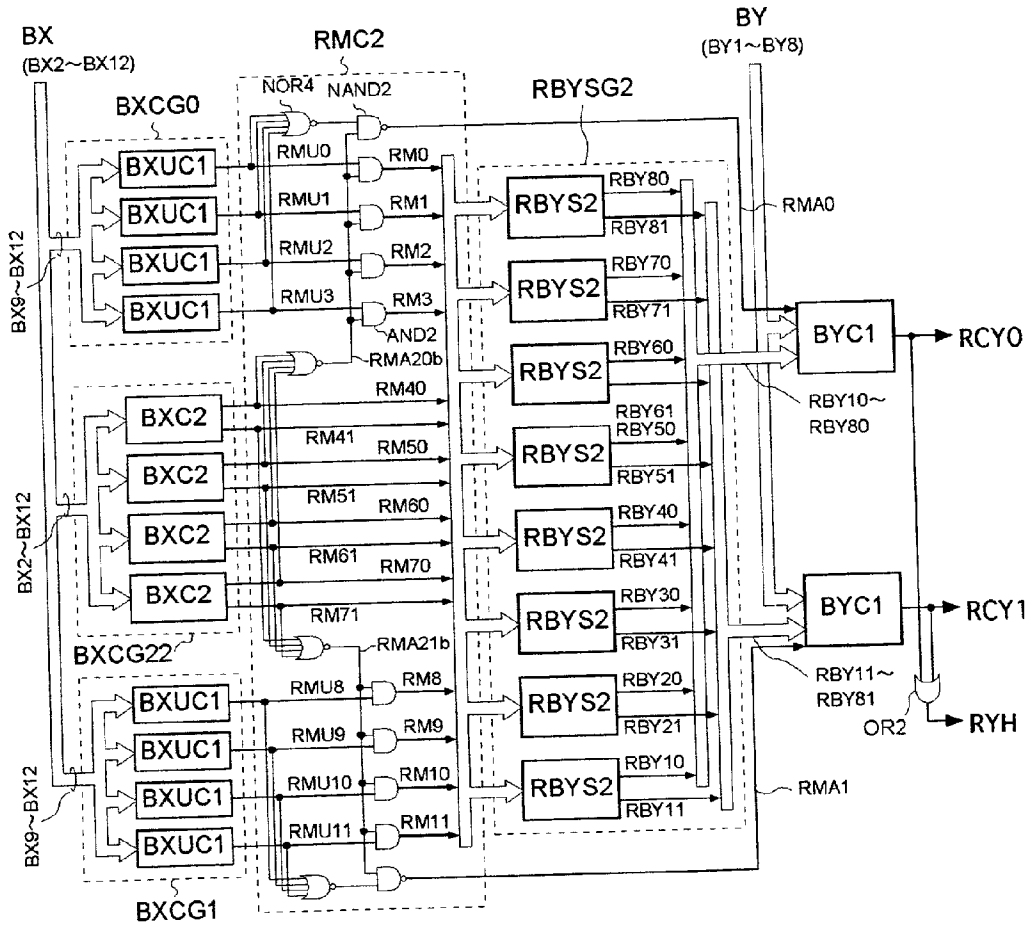 BX
(BX2~BX12)
RMC2
BY
(BY1~BY8)
NOR4
NAND2
RBYSG2
BXCG0
BXUC1
BXUC1
BXUC1
BXUC1
RMU0
RMU1
RMU2
RMU3
RM0
RM1
RM2
RM3
AND2
RMA20b
BX9~BX12
BXC2
BXC2
BXC2
BXC2
RM40
RM41
RM50
RM51
RM60
RM61
RM70
RM71
BX2~BX12
BXCG22
RMA21b
BXUC1
BXUC1
BXUC1
BXUC1
RMU8
RMU9
RMU10
RMU11
RM8
RM9
RM10
RM11
BX9~BX12
BXCG1
RBYS2
RBY80
RBY81
RBYS2
RBY70
RBY71
RBYS2
RBY60
RBY61
RBYS2
RBY50
RBY51
RBYS2
RBY40
RBY41
RBYS2
RBY30
RBY31
RBYS2
RBY20
RBY21
RBYS2
RBY10
RBY11
RMA0
BYC1
RCY0
RBY10~
RBY80
BYC1
RCY1
RBY11~
RBY81
OR2
RYH
RMA1